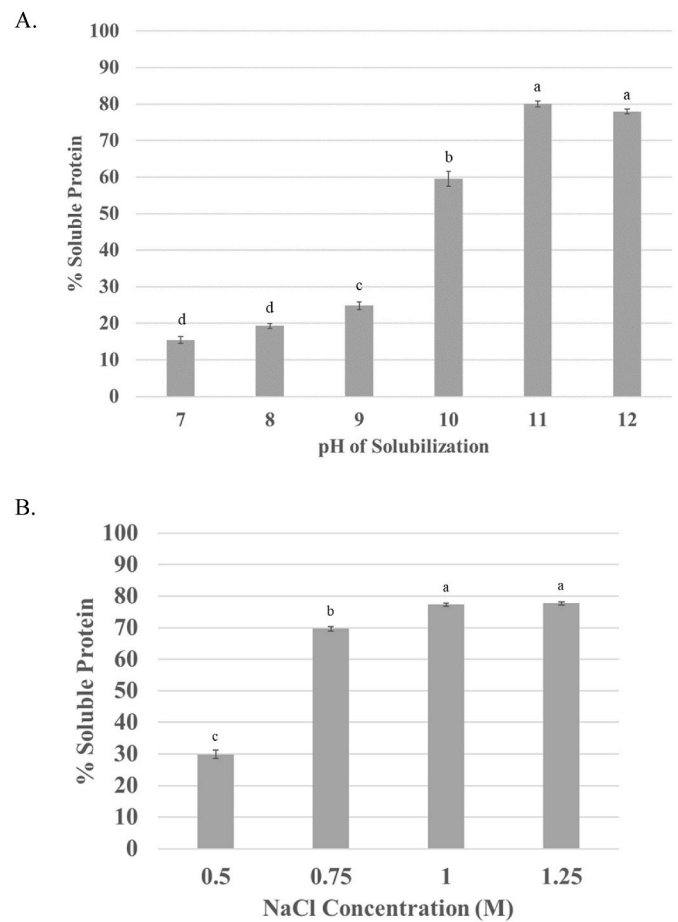 A.
100
90
80
70
60
50
40
30
20
10
0
% Soluble Protein
d d c b a a
7 8 9 10 11 12
pH of Solubilization
B.
100
90
80
70
60
50
40
30
20
10
0
% Soluble Protein
c b a a
0.5 0.75 1 1.25
NaCl Concentration (M)